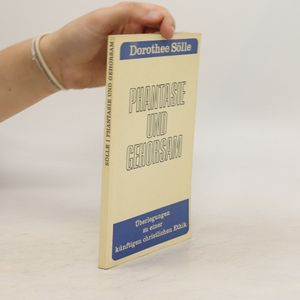 Dorothee Sölle
PHANTASIE
UND
GEHORSAM
Überlegungen
zu einer
künftigen christlichen Ethik
SÖLLE / PHANTASIE UND GEHORSAM